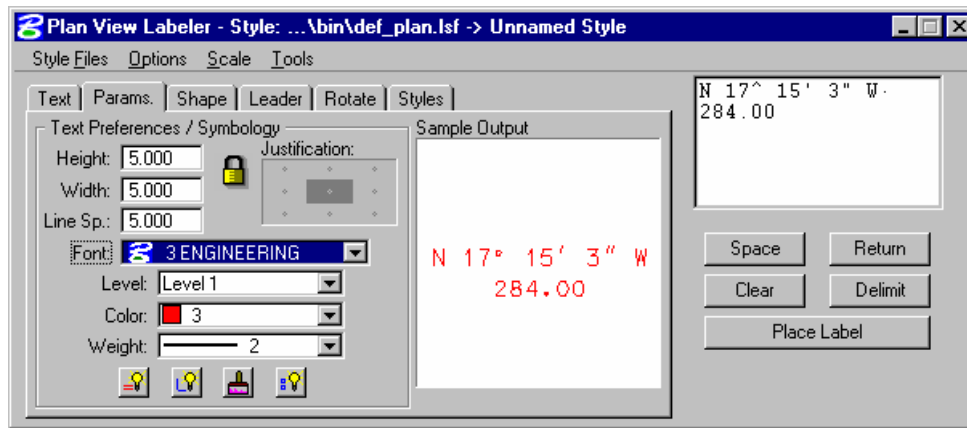 Plan View Labeler - Style: ...\bin\def_plan.lsf -> Unnamed Style
Style Files Options Scale Tools
Text Params. Shape Leader Rotate Styles
Text Preferences / Symbology
Height: 5.000
Width: 5.000
Line Sp.: 5.000
Justification:
Font: 3 ENGINEERING
Level: Level 1
Color: 3
Weight: 2
Sample Output
N 17° 15' 3" W
284.00
N 17^ 15' 3" W
284.00
Space Return
Clear Delimit
Place Label